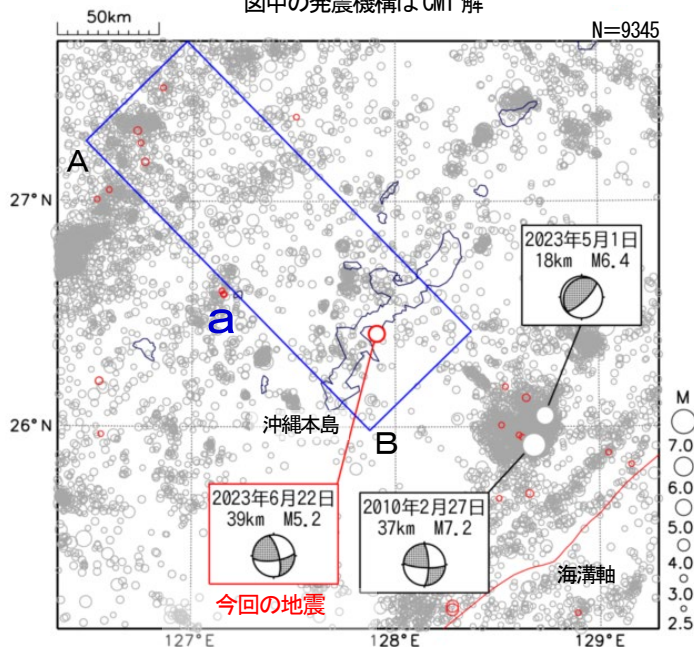 図中の発震機構はCMT解
50km
N=9345
A
27°N
2023年5月1日
18km M6.4
a
沖縄本島
26°N
B
M
7.0
6.0
5.0
4.0
3.0
2.5
2023年6月22日
39km M5.2
2010年2月27日
37km M7.2
今回の地震
海溝軸
127°E
128°E
129°E